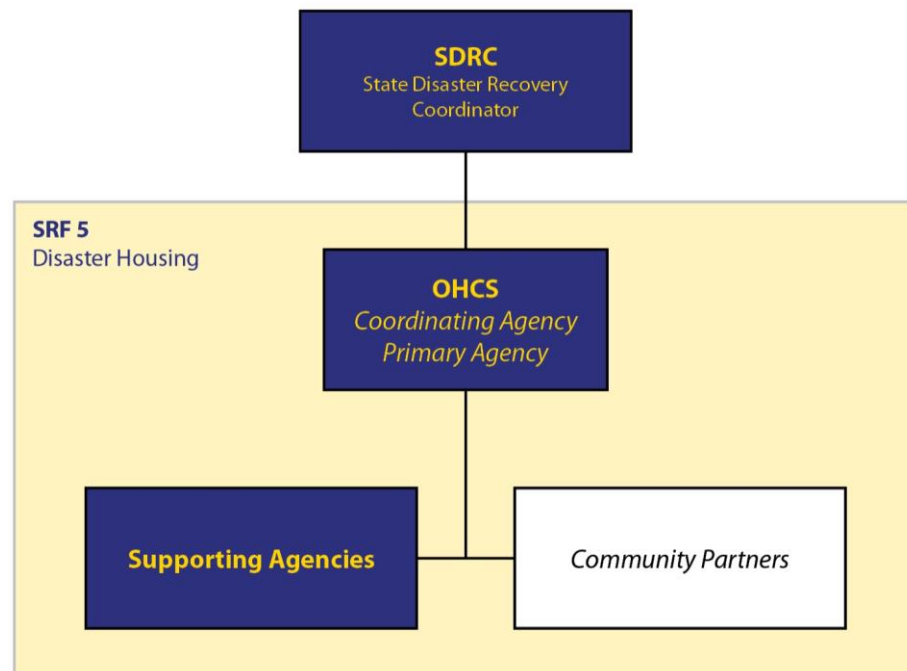 SDRC
State Disaster Recovery
Coordinator
SRF 5
Disaster Housing
OHCS
Coordinating Agency
Primary Agency
Supporting Agencies
Community Partners